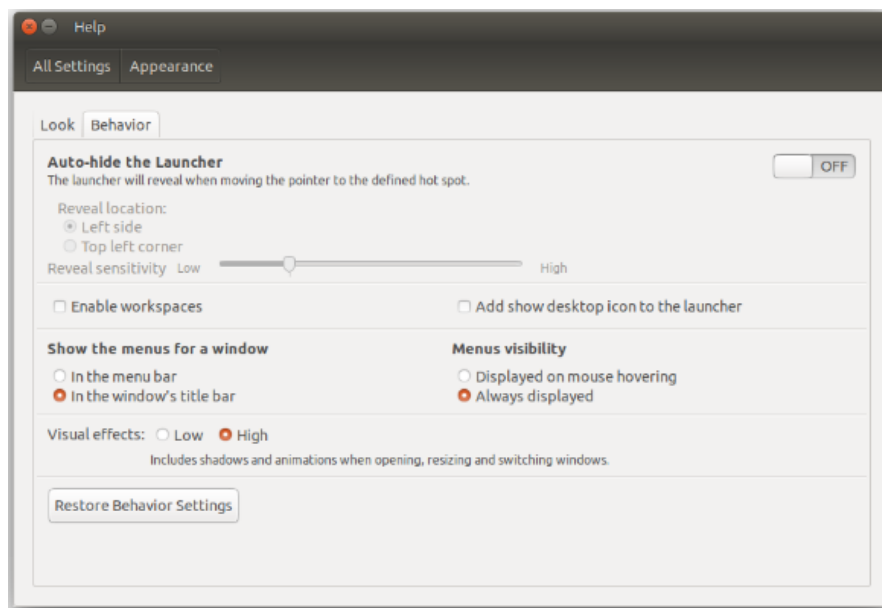 Help
All Settings Appearance
Look Behavior
Auto-hide the Launcher
OFF
The launcher will reveal when moving the pointer to the defined hot spot.
Reveal location:
Left side
Top left corner
Reveal sensitivity Low High
Enable workspaces Add show desktop icon to the launcher
Show the menus for a window
In the menu bar
In the window's title bar
Menus visibility
Displayed on mouse hovering
Always displayed
Visual effects: Low High
Includes shadows and animations when opening, resizing and switching windows.
Restore Behavior Settings